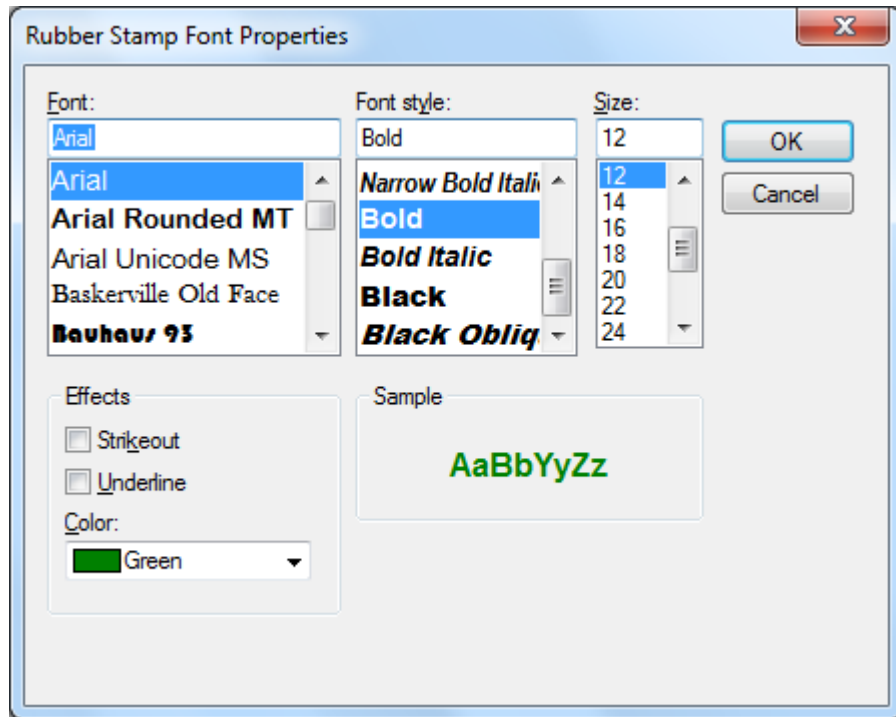 Rubber Stamp Font Properties
Font:
Arial
Arial
Arial Rounded MT
Arial Unicode MS
Baskerville Old Face
Bauhaus 93
Font style:
Bold
Narrow Bold Itali
Bold
Bold Italic
Black
Black Obliq
Size:
12
12
14
16
18
20
22
24
OK
Cancel
Effects
Strikeout
Underline
Color:
Green
Sample
AaBbYyZz